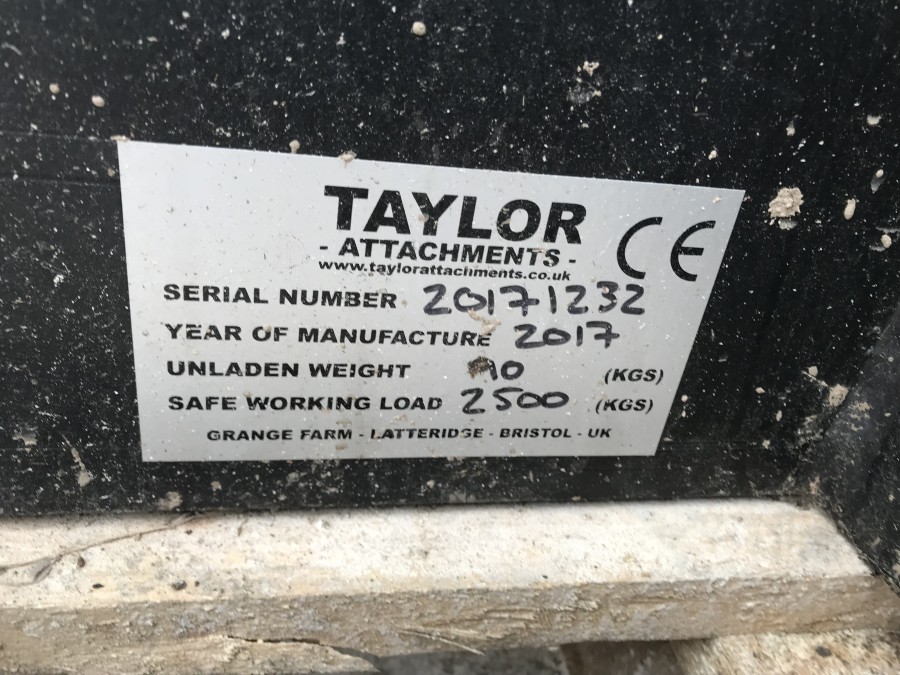 TAYLOR
- ATTACHMENTS -
www.taylorattachments.co.uk
CE
SERIAL NUMBER 20171232
YEAR OF MANUFACTURE 2017
UNLADEN WEIGHT (KGS)
SAFE WORKING LOAD 2500 (KGS)
GRANGE FARM - LATTERIDGE - BRISTOL - UK